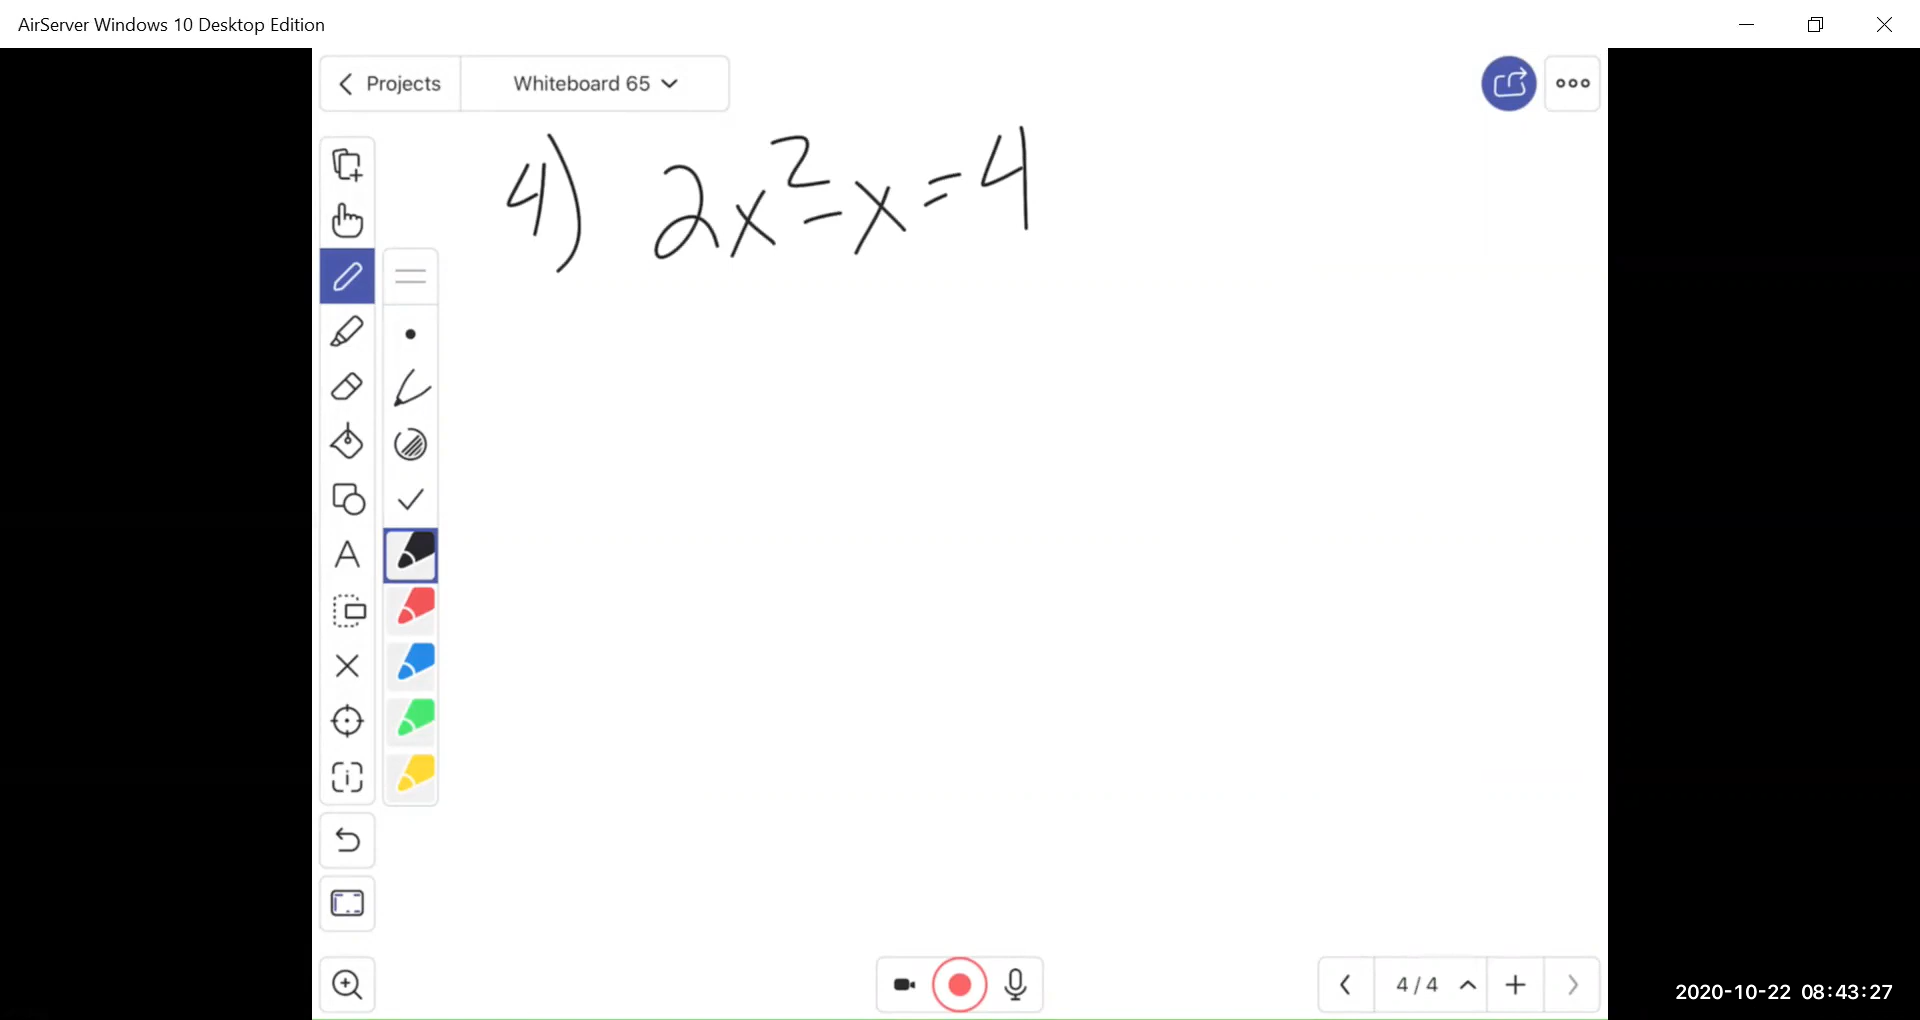 AirServer Windows 10 Desktop Edition
Projects
Whiteboard 65
4) 2x²-x=4
A
4/4
2020-10-22 08:43:27